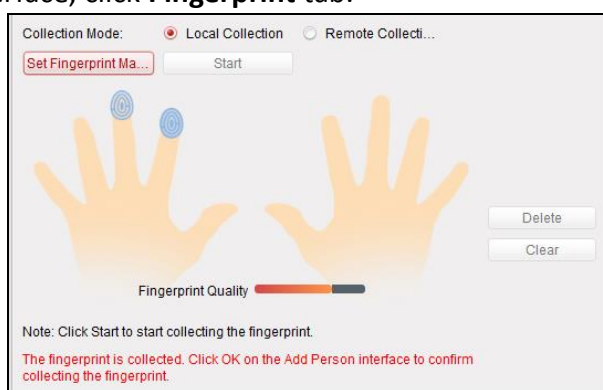 rface, click Fingerprint tab.
Collection Mode: Local Collection Remote Collecti...
Set Fingerprint Ma... Start
Delete
Clear
Fingerprint Quality
Note: Click Start to start collecting the fingerprint.
The fingerprint is collected. Click OK on the Add Person interface to confirm
collecting the fingerprint.